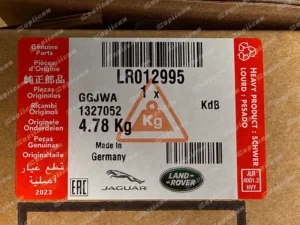 Genuine Parts
Pièces d'Origine
純正部品
Piezas Originales
Ricambi Originali
Originele Onderdelen
Peças Genuínas
قطع غيار
أصلية
2023
LR012995
1 x
GGJWA
KdB
1327052
4.78 Kg
Kg
Made in
Germany
EAC
JAGUAR
LAND-
ROVER
HEAVY PRODUCT : SCHWER
LOURD : PESADO
JLR
HVY